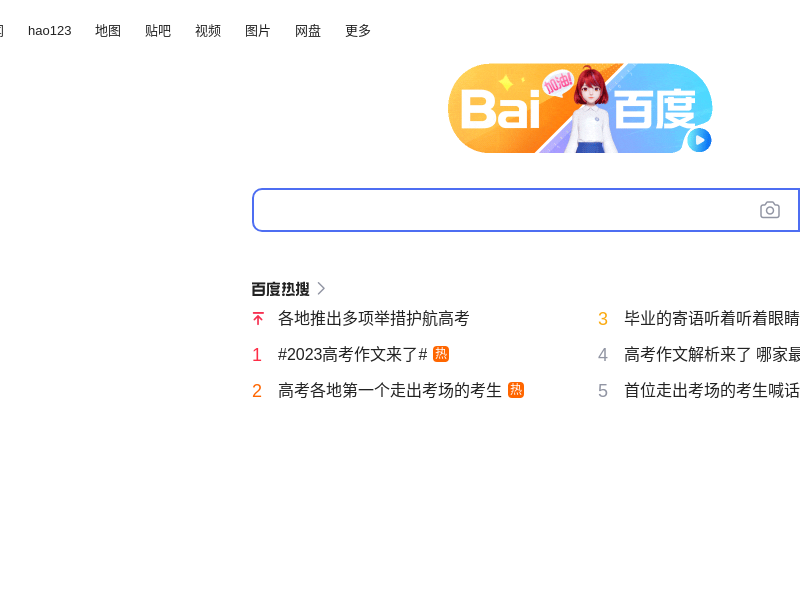 hao123 地图 贴吧 视频 图片 网盘 更多
加油!
Bai 百度
百度热搜
各地推出多项举措护航高考
1 #2023高考作文来了# 热
2 高考各地第一个走出考场的考生 热
3 毕业的寄语听着听着眼睛
4 高考作文解析来了 哪家最
5 首位走出考场的考生喊话